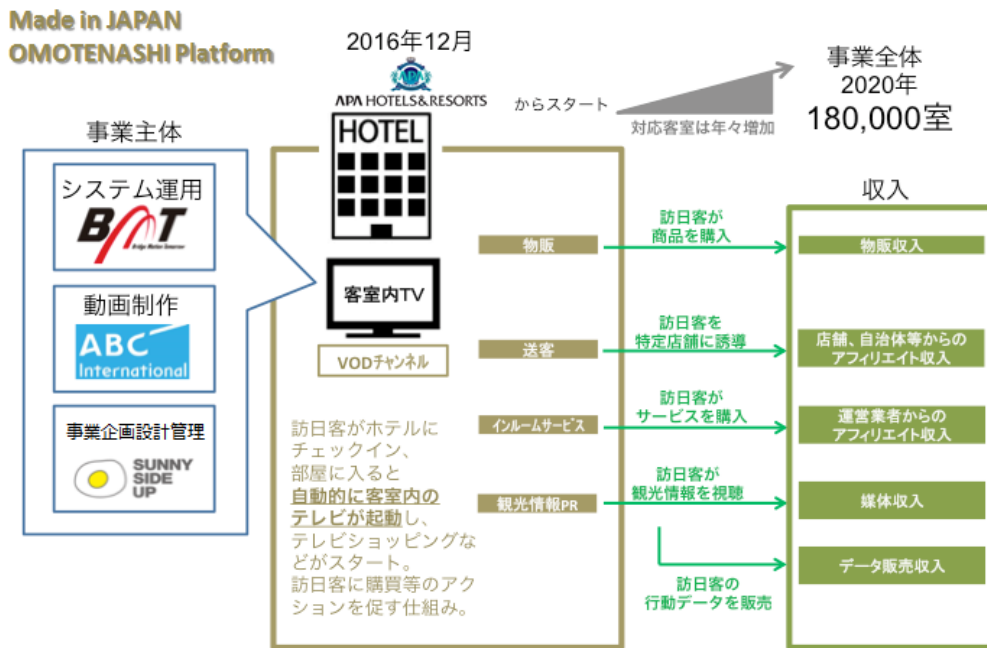 Made in JAPAN
OMOTENASHI Platform
2016年12月
APA
APA HOTELS&RESORTS
からスタート
対応客室は年々増加
事業全体
2020年
180,000室
事業主体
システム運用
BMT
Bridge Motion Tomorrow
動画制作
ABC
International
事業企画設計管理
SUNNY
SIDE
UP
HOTEL
客室内TV
VODチャンネル
訪日客がホテルに
チェックイン、
部屋に入ると
自動的に客室内の
テレビが起動し、
テレビショッピングな
どがスタート。
訪日客に購買等のアク
ションを促す仕組み。
物販
送客
インルームサービス
観光情報PR
訪日客が
商品を購入
訪日客を
特定店舗に誘導
訪日客が
サービスを購入
訪日客が
観光情報を視聴
訪日客の
行動データを販売
収入
物販収入
店舗、自治体等からの
アフィリエイト収入
運営業者からの
アフィリエイト収入
媒体収入
データ販売収入